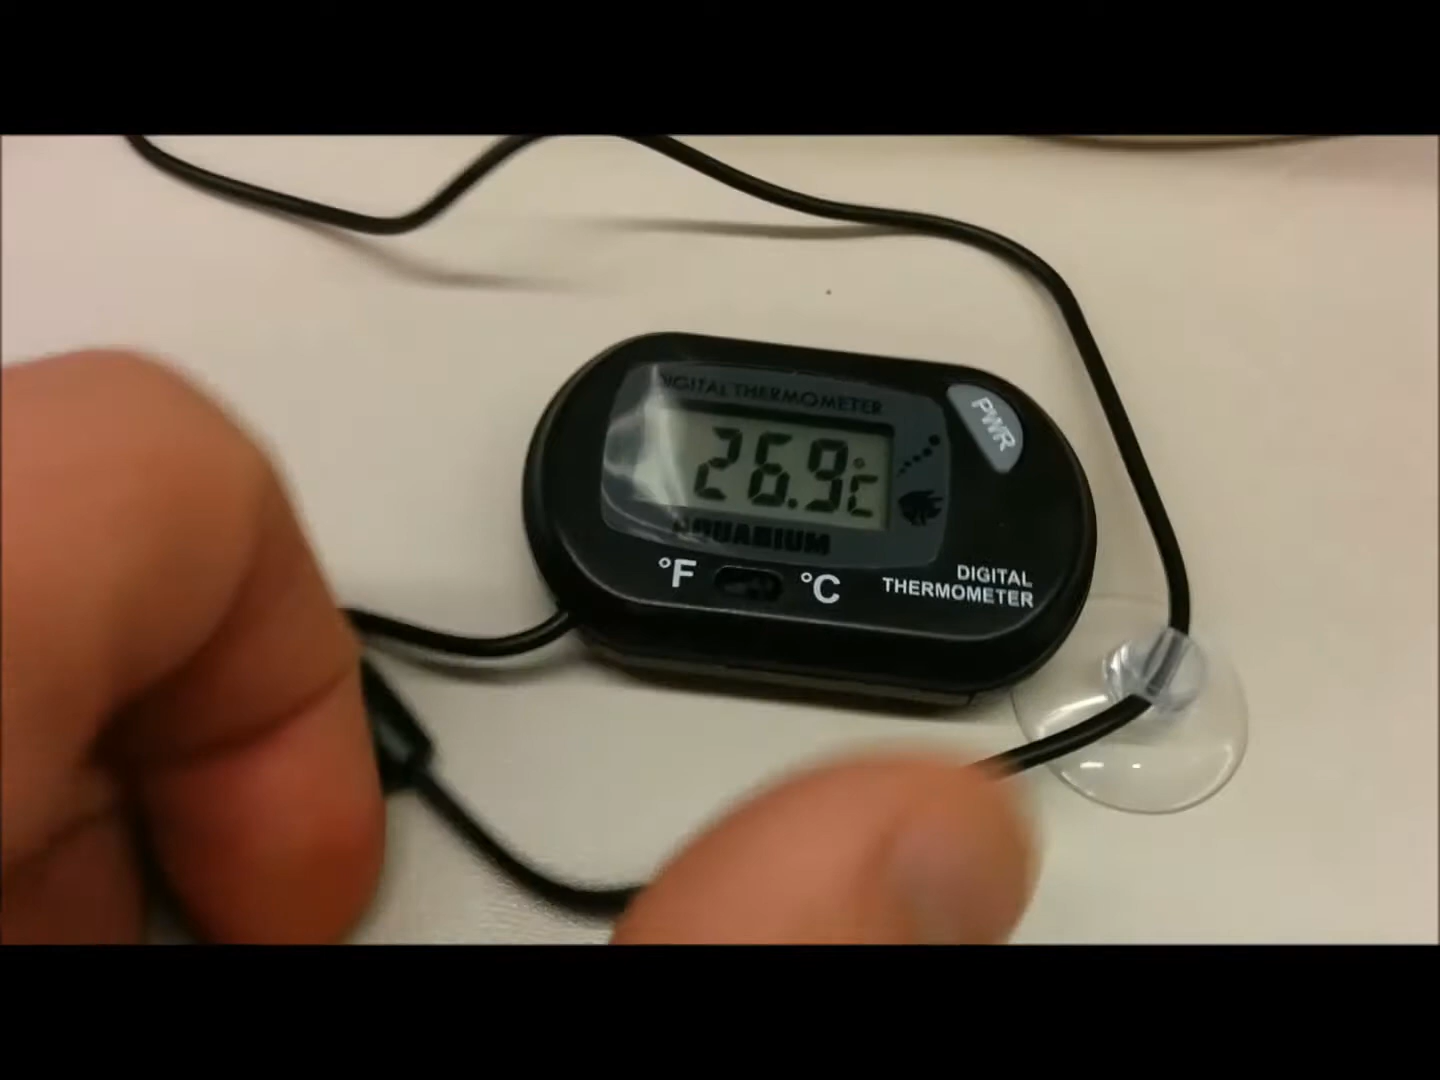 DIGITAL THERMOMETER
PWR
26.9°C
AQUARIUM
°F °C
DIGITAL
THERMOMETER